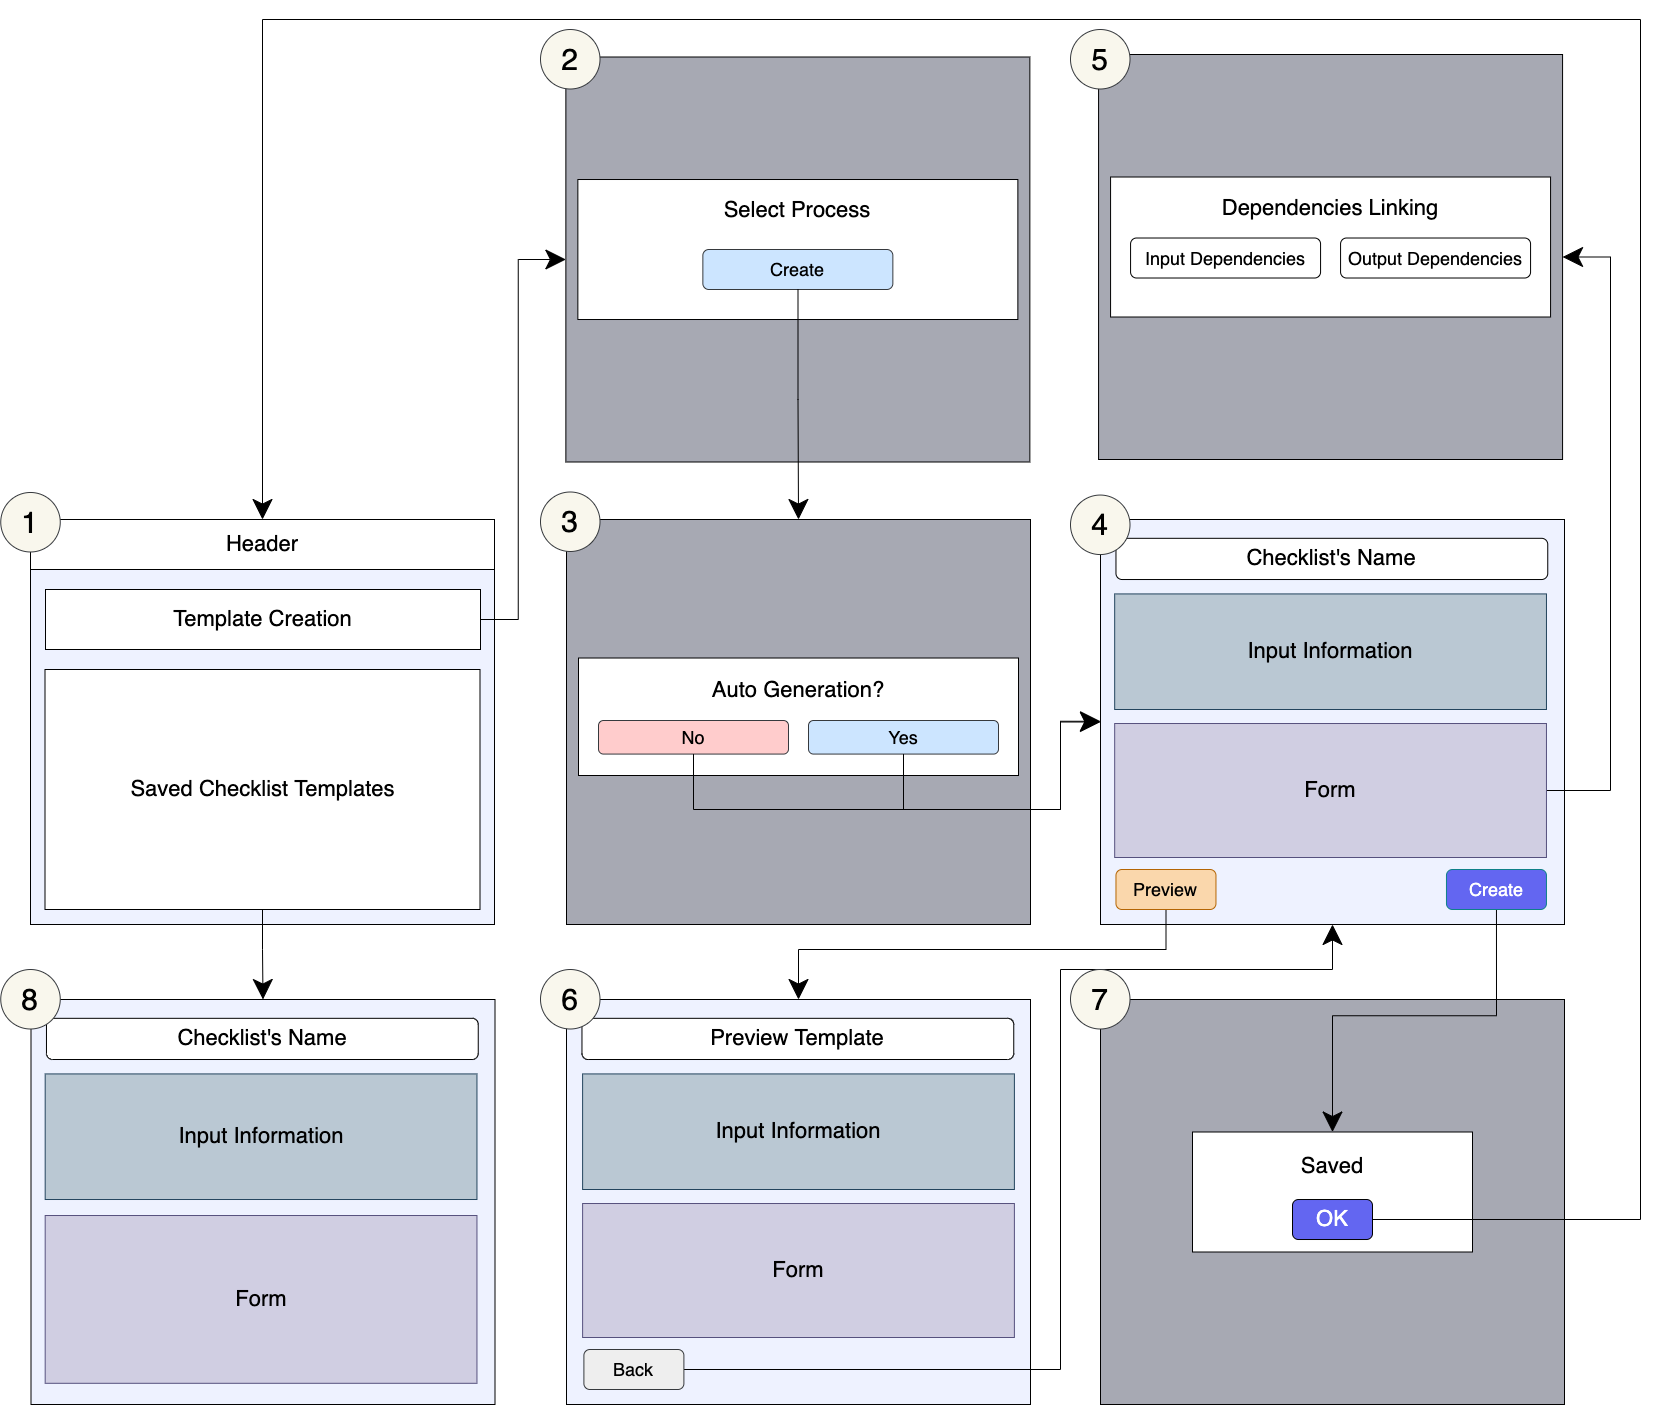 1
Header
Template Creation
Saved Checklist Templates
2
Select Process
Create
3
Auto Generation?
No
Yes
4
Checklist's Name
Input Information
Form
Preview
Create
5
Dependencies Linking
Input Dependencies
Output Dependencies
6
Preview Template
Input Information
Form
Back
7
Saved
OK
8
Checklist's Name
Input Information
Form